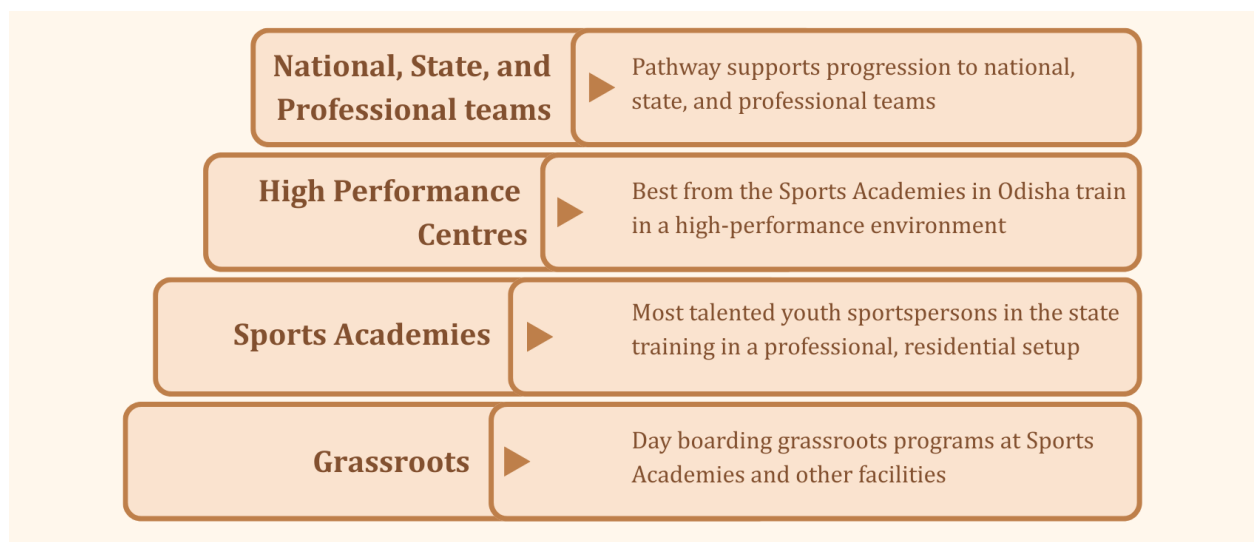 National, State, and
Professional teams
Pathway supports progression to national,
state, and professional teams
High Performance
Centres
Best from the Sports Academies in Odisha train
in a high-performance environment
Sports Academies
Most talented youth sportspersons in the state
training in a professional, residential setup
Grassroots
Day boarding grassroots programs at Sports
Academies and other facilities